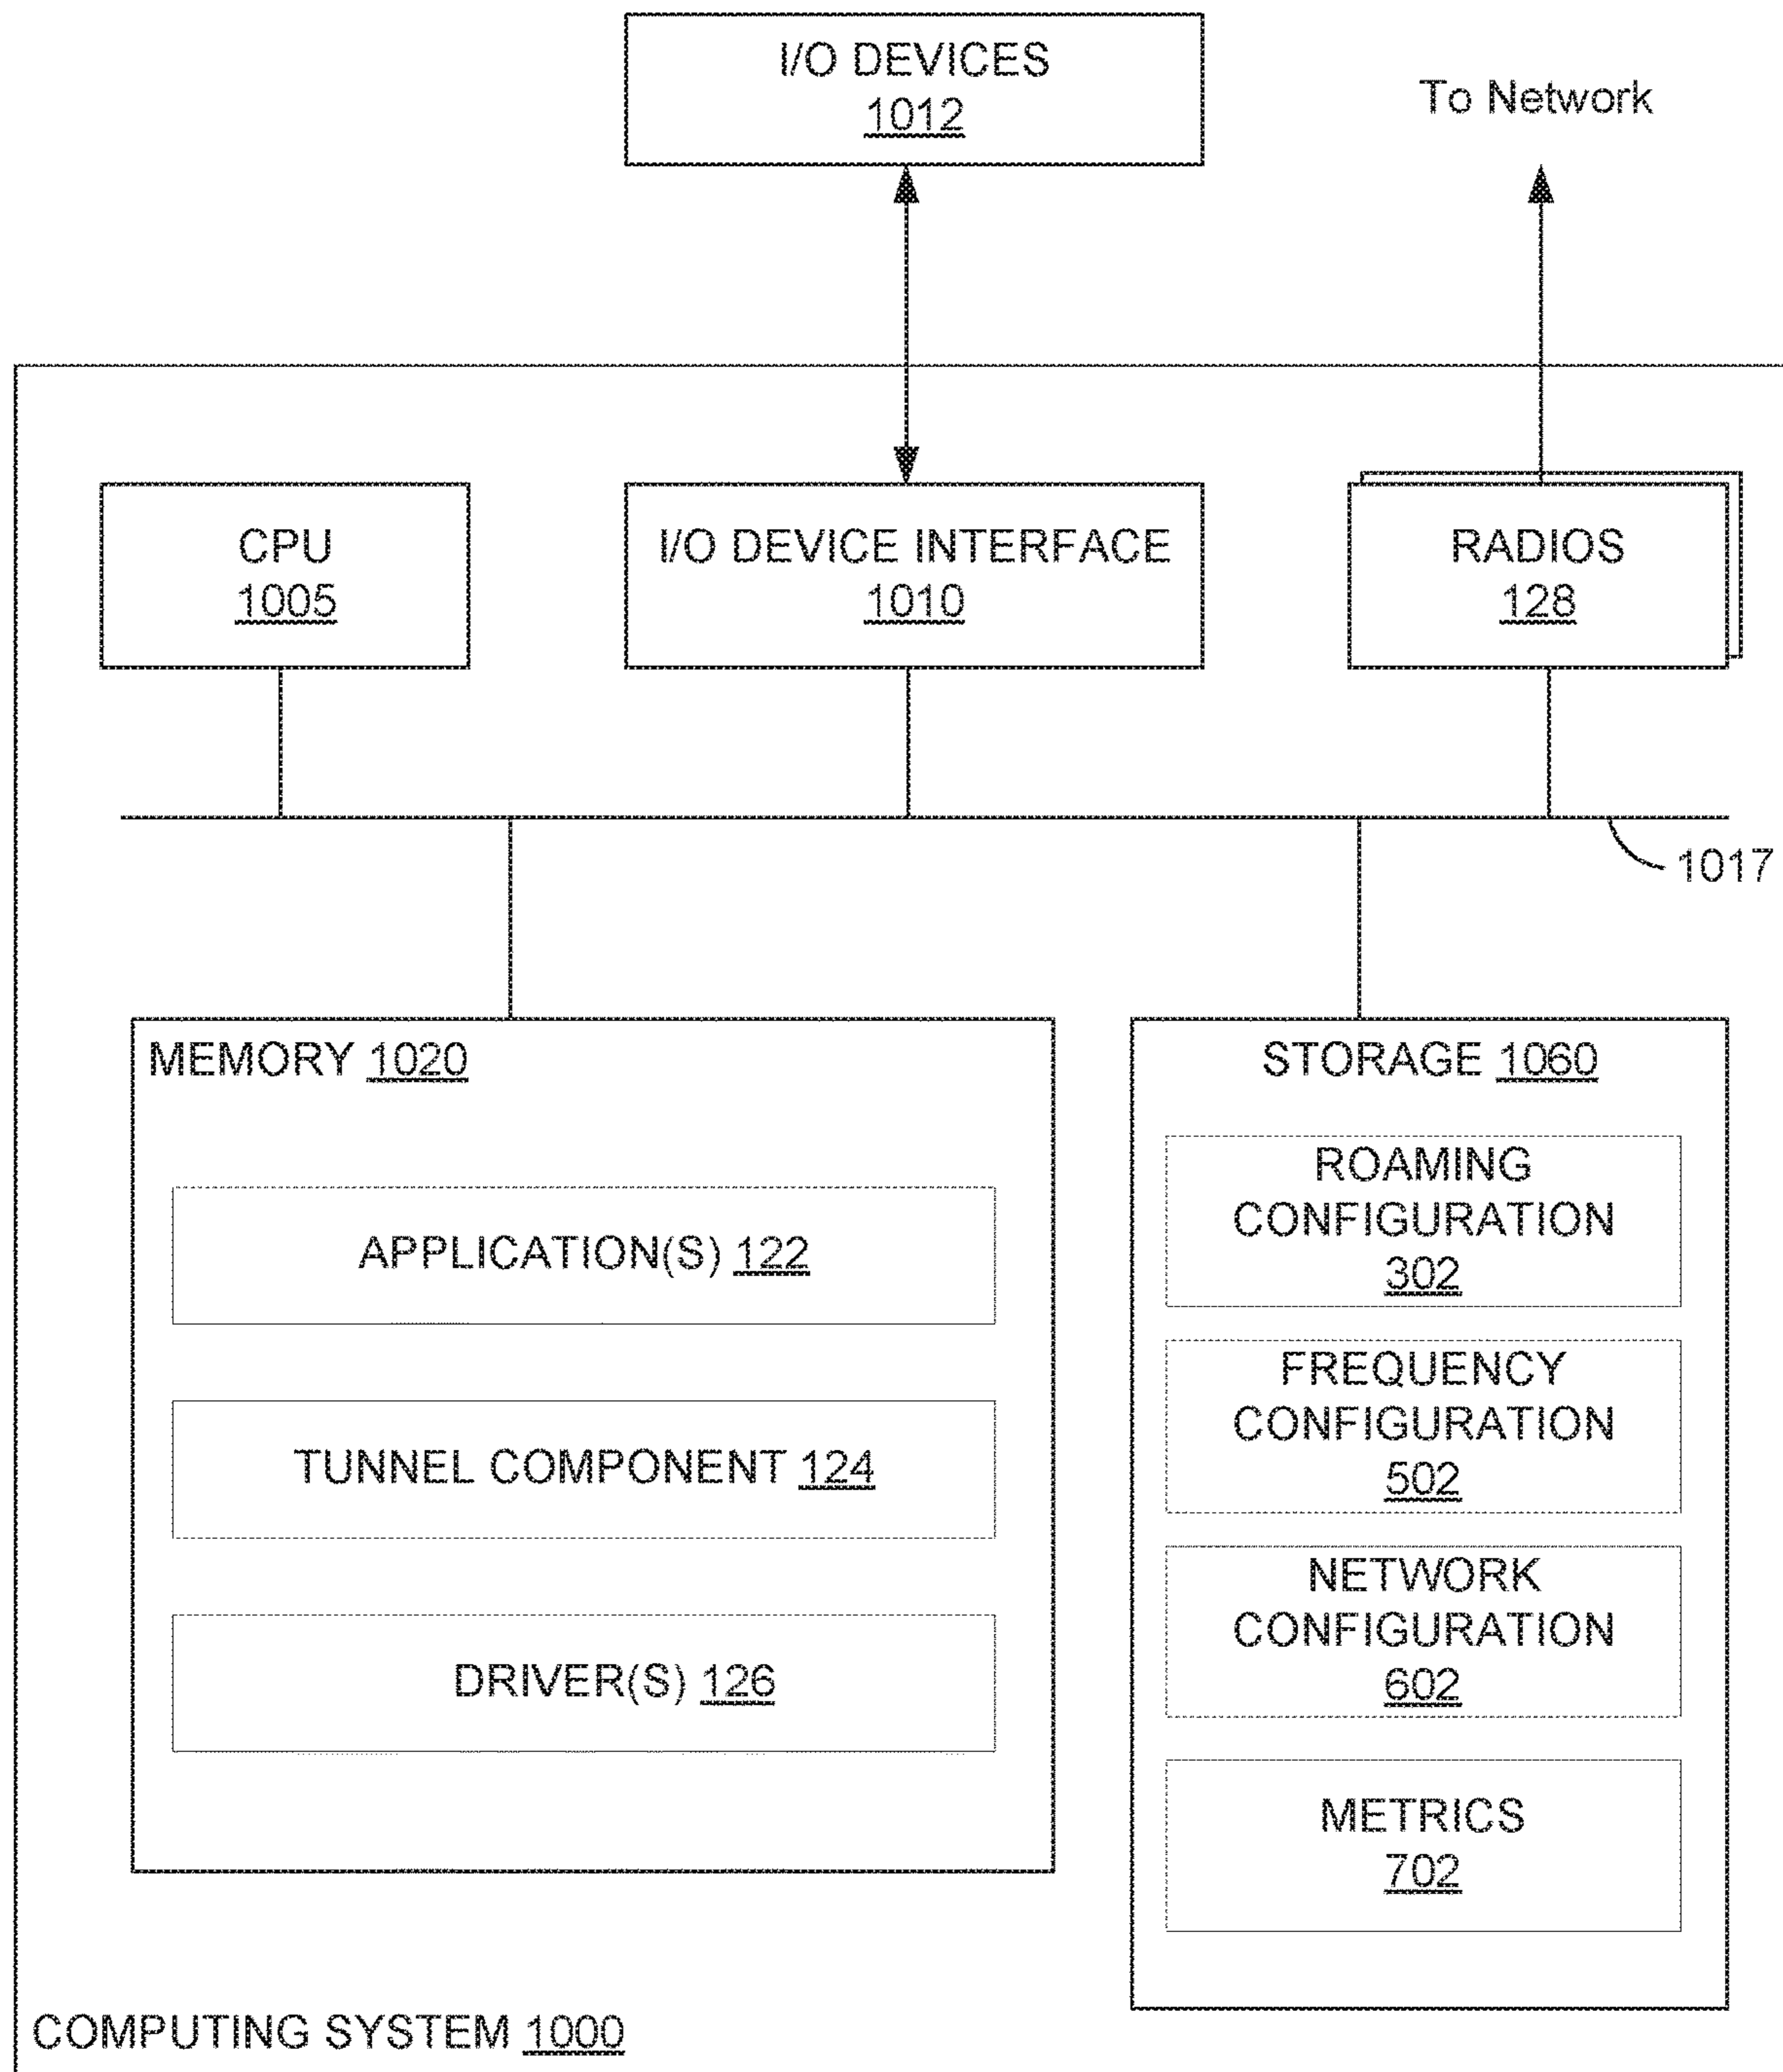 I/O DEVICES
1012
To Network
CPU
1005
I/O DEVICE INTERFACE
1010
RADIOS
128
1017
MEMORY 1020
APPLICATION(S) 122
TUNNEL COMPONENT 124
DRIVER(S) 126
STORAGE 1060
ROAMING
CONFIGURATION
302
FREQUENCY
CONFIGURATION
502
NETWORK
CONFIGURATION
602
METRICS
702
COMPUTING SYSTEM 1000